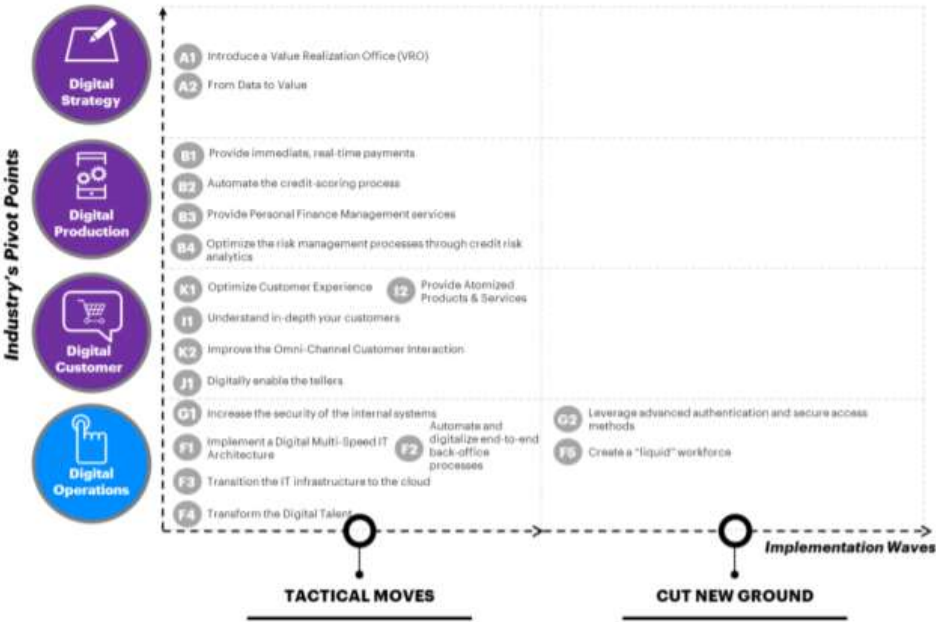 Industry's Pivot Points
Digital
Strategy
A1 Introduce a Value Realization Office (VRO)
A2 From Data to Value
Digital
Production
B1 Provide immediate, real-time payments
B2 Automate the credit-scoring process
B3 Provide Personal Finance Management services
B4 Optimize the risk management processes through credit risk
analytics
Digital
Customer
K1 Optimize Customer Experience
I2 Provide Atomized
Products & Services
I1 Understand in-depth your customers
K2 Improve the Omni-Channel Customer Interaction
J1 Digitally enable the tellers
Digital
Operations
G1 Increase the security of the internal systems
F1 Implement a Digital Multi-Speed IT
Architecture
F2 Automate and
digitalize end-to-end
back-office
processes
F3 Transition the IT infrastructure to the cloud
F4 Transform the Digital Talent
G2 Leverage advanced authentication and secure access
methods
F5 Create a "liquid" workforce
Implementation Waves
TACTICAL MOVES
CUT NEW GROUND